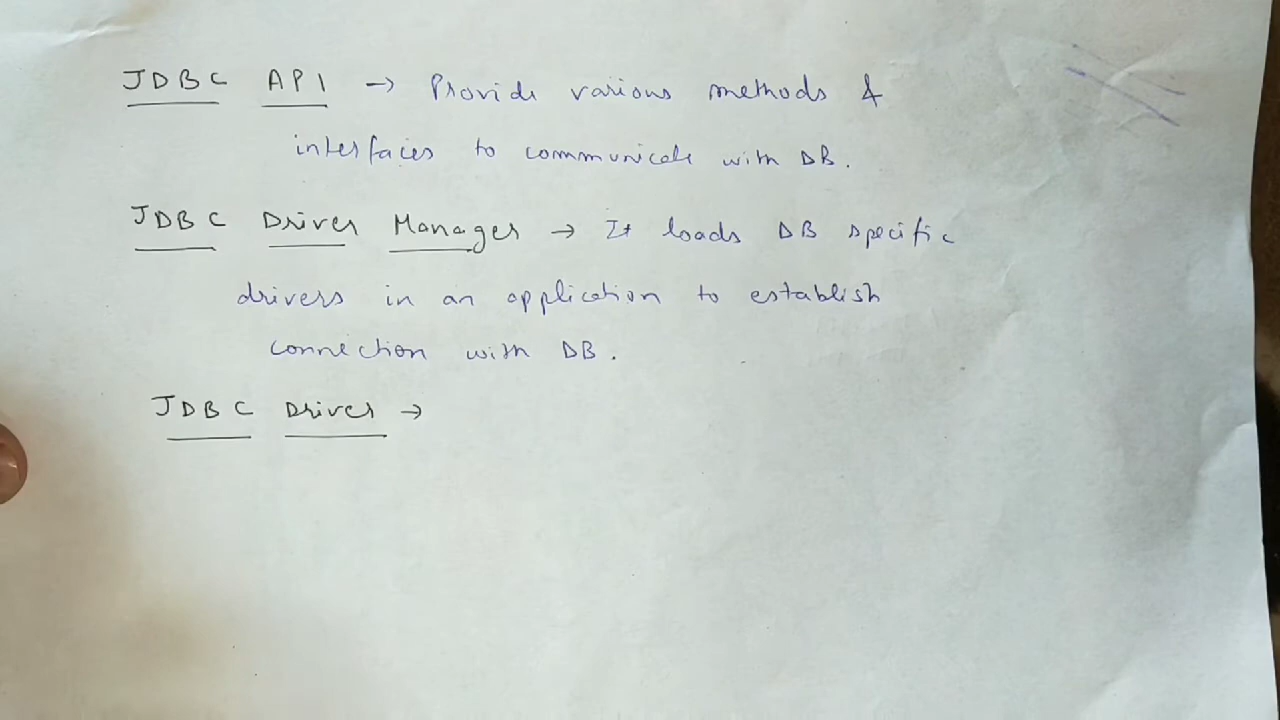 JDBC API → Provide various methods &
interfaces to communicate with DB.
JDBC Driver Manager → It loads DB specific
drivers in an application to establish
connection with DB.
JDBC Driver →